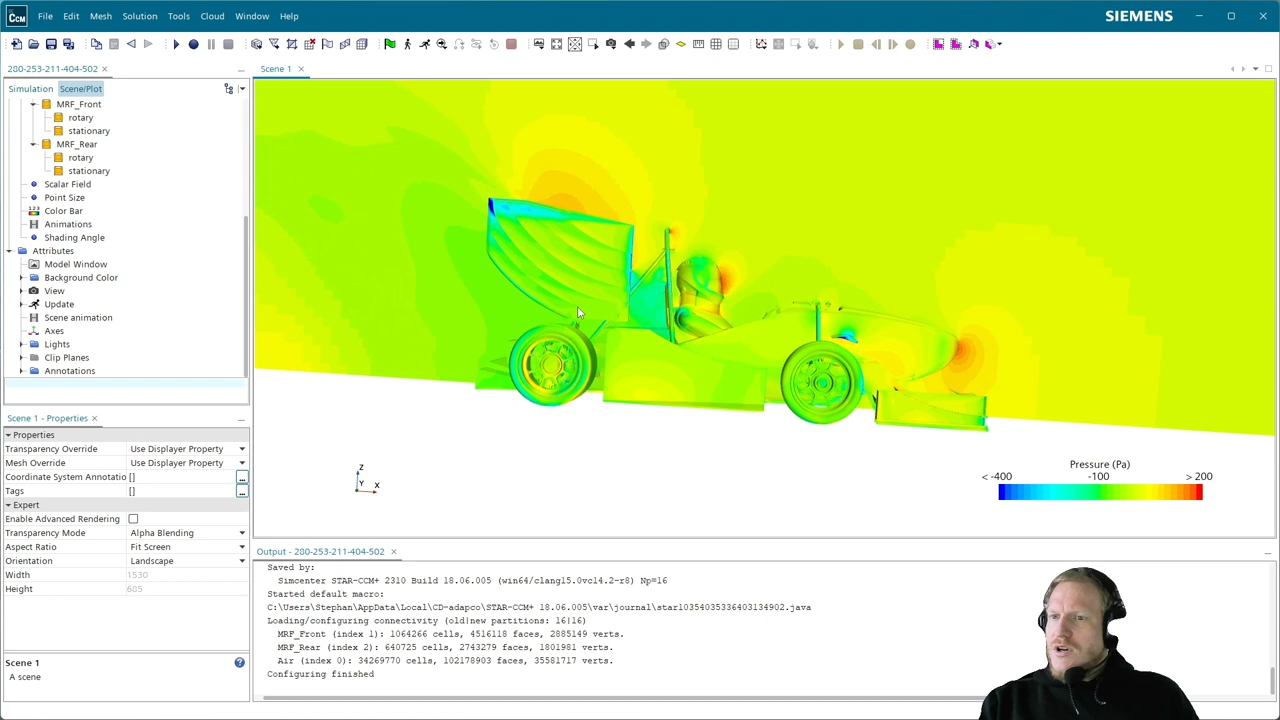 CCM File Edit Mesh Solution Tools Cloud Window Help SIEMENS
280-253-211-404-502
Simulation Scene/Plot
MRF_Front
rotary
stationary
MRF_Rear
rotary
stationary
Scalar Field
Point Size
Color Bar
Animations
Shading Angle
Attributes
Model Window
Background Color
View
Update
Scene animation
Axes
Lights
Clip Planes
Annotations
Scene 1 - Properties
Properties
Transparency Override Use Displayer Property
Mesh Override Use Displayer Property
Coordinate System Annotatio []
Tags []
Expert
Enable Advanced Rendering
Transparency Mode Alpha Blending
Aspect Ratio Fit Screen
Orientation Landscape
Width 1530
Height 685
Scene 1
A scene
Scene 1
Z
Y X
Pressure (Pa)
< -400 -100 > 200
Output - 280-253-211-404-502
Saved by:
Simcenter STAR-CCM+ 2310 Build 18.06.005 (win64/clang15.0vc14.2-r8) Np=16
Started default macro:
C:\Users\Stephan\AppData\Local\CD-adapco\STAR-CCM+ 18.06.005\var\journal\star10354035336403134902.java
Loading/configuring connectivity (old|new partitions: 16|16)
MRF_Front (index 1): 1064266 cells, 4516118 faces, 2885149 verts.
MRF_Rear (index 2): 640725 cells, 2743279 faces, 1801981 verts.
Air (index 0): 34269770 cells, 102178903 faces, 35581717 verts.
Configuring finished